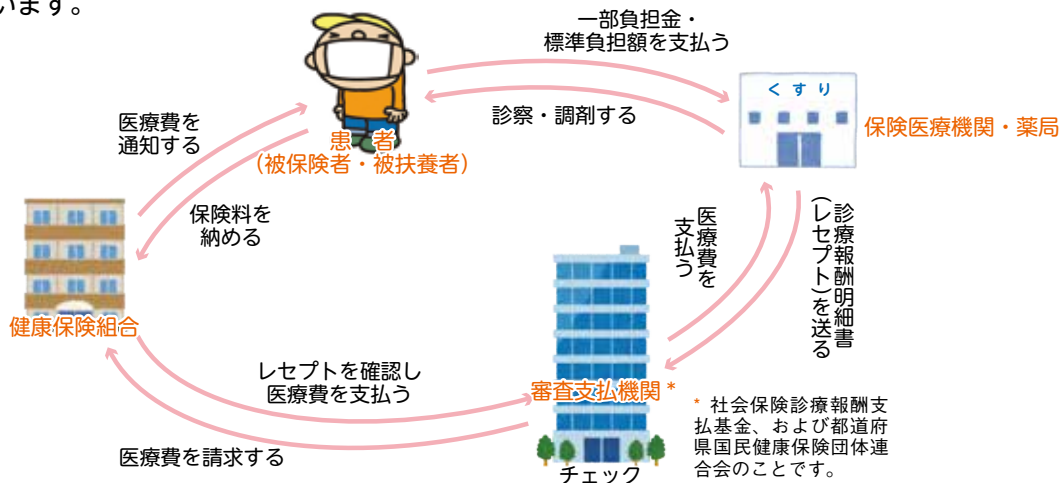 います。
一部負担金・
標準負担額を支払う
くすり
診察・調剤する
保険医療機関・薬局
医療費を
通知する
患　者
（被保険者・被扶養者）
保険料を
納める
医療費を
支払う
診療報酬明細書
(レセプト)を送る
健康保険組合
レセプトを確認し
医療費を支払う
審査支払機関*
* 社会保険診療報酬支
払基金、および都道府
県国民健康保険団体連
合会のことです。
医療費を請求する
チェック